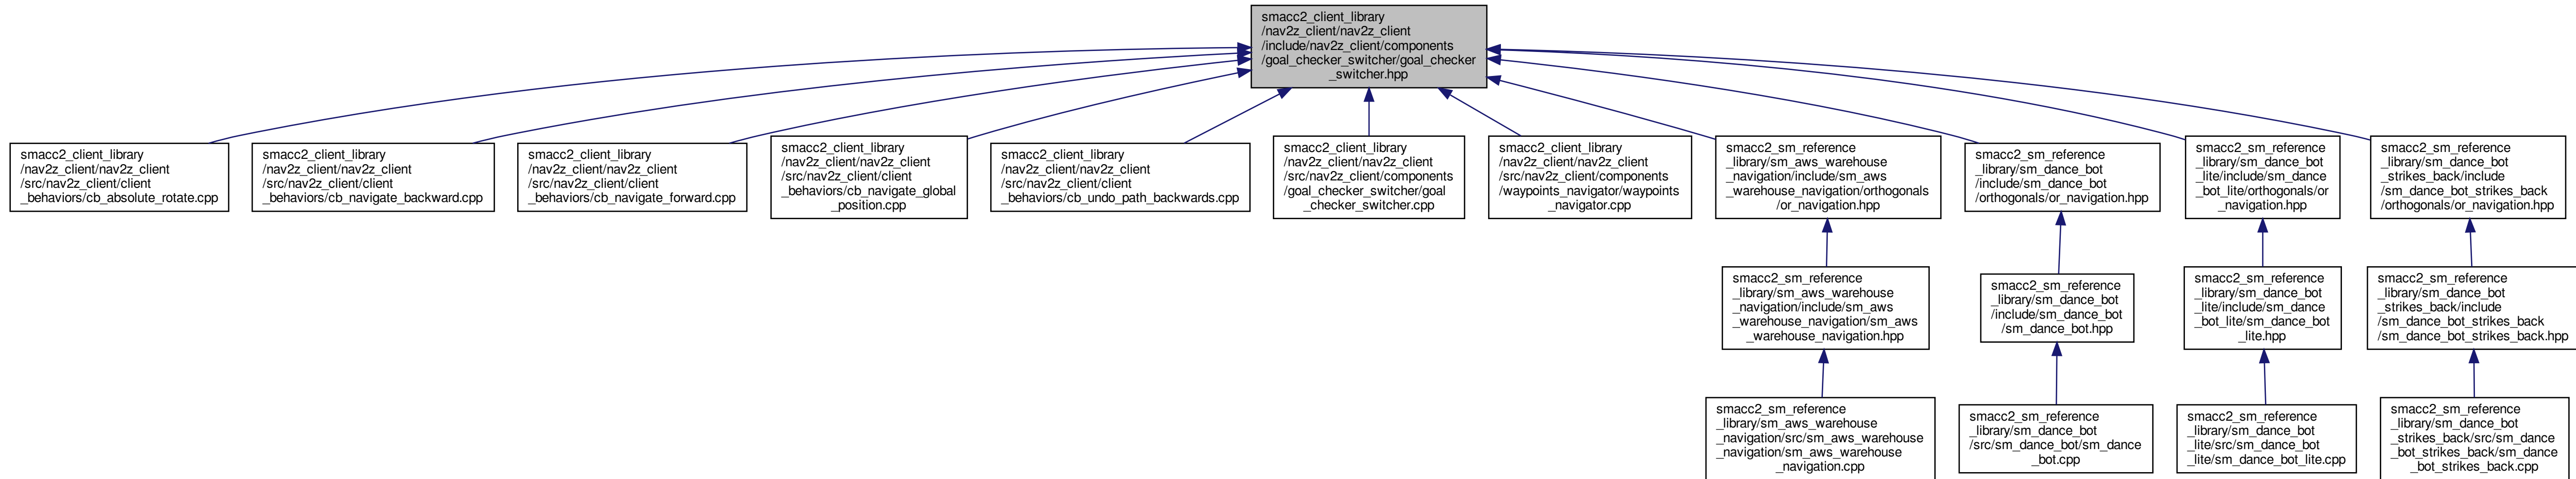 smacc2_client_library
/nav2z_client/nav2z_client
/include/nav2z_client/components
/goal_checker_switcher/goal_checker
_switcher.hpp
smacc2_client_library
/nav2z_client/nav2z_client
/src/nav2z_client/client
_behaviors/cb_absolute_rotate.cpp
smacc2_client_library
/nav2z_client/nav2z_client
/src/nav2z_client/client
_behaviors/cb_navigate_backward.cpp
smacc2_client_library
/nav2z_client/nav2z_client
/src/nav2z_client/client
_behaviors/cb_navigate_forward.cpp
smacc2_client_library
/nav2z_client/nav2z_client
/src/nav2z_client/client
_behaviors/cb_navigate_global
_position.cpp
smacc2_client_library
/nav2z_client/nav2z_client
/src/nav2z_client/client
_behaviors/cb_undo_path_backwards.cpp
smacc2_client_library
/nav2z_client/nav2z_client
/src/nav2z_client/components
/goal_checker_switcher/goal
_checker_switcher.cpp
smacc2_client_library
/nav2z_client/nav2z_client
/src/nav2z_client/components
/waypoints_navigator/waypoints
_navigator.cpp
smacc2_sm_reference
_library/sm_aws_warehouse
_navigation/include/sm_aws
_warehouse_navigation/orthogonals
/or_navigation.hpp
smacc2_sm_reference
_library/sm_dance_bot
/include/sm_dance_bot
/orthogonals/or_navigation.hpp
smacc2_sm_reference
_library/sm_dance_bot
_lite/include/sm_dance
_bot_lite/orthogonals/or
_navigation.hpp
smacc2_sm_reference
_library/sm_dance_bot
_strikes_back/include
/sm_dance_bot_strikes_back
/orthogonals/or_navigation.hpp
smacc2_sm_reference
_library/sm_aws_warehouse
_navigation/include/sm_aws
_warehouse_navigation/sm_aws
_warehouse_navigation.hpp
smacc2_sm_reference
_library/sm_dance_bot
/include/sm_dance_bot
/sm_dance_bot.hpp
smacc2_sm_reference
_library/sm_dance_bot
_lite/include/sm_dance
_bot_lite/sm_dance_bot
_lite.hpp
smacc2_sm_reference
_library/sm_dance_bot
_strikes_back/include
/sm_dance_bot_strikes_back
/sm_dance_bot_strikes_back.hpp
smacc2_sm_reference
_library/sm_aws_warehouse
_navigation/src/sm_aws_warehouse
_navigation/sm_aws_warehouse
_navigation.cpp
smacc2_sm_reference
_library/sm_dance_bot
/src/sm_dance_bot/sm_dance
_bot.cpp
smacc2_sm_reference
_library/sm_dance_bot
_lite/src/sm_dance_bot
_lite/sm_dance_bot_lite.cpp
smacc2_sm_reference
_library/sm_dance_bot
_strikes_back/src/sm_dance
_bot_strikes_back/sm_dance
_bot_strikes_back.cpp